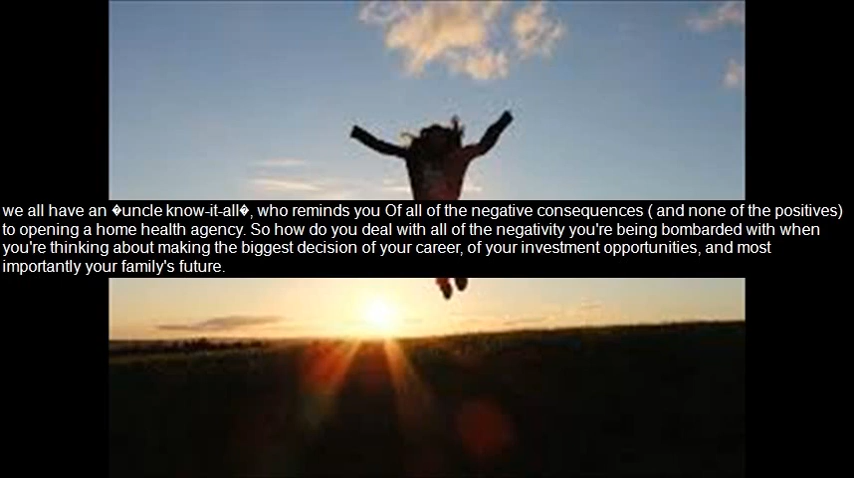 we all have an �uncle know-it-all�, who reminds you Of all of the negative consequences ( and none of the positives)
to opening a home health agency. So how do you deal with all of the negativity you're being bombarded with when
you're thinking about making the biggest decision of your career, of your investment opportunities, and most
importantly your family's future.